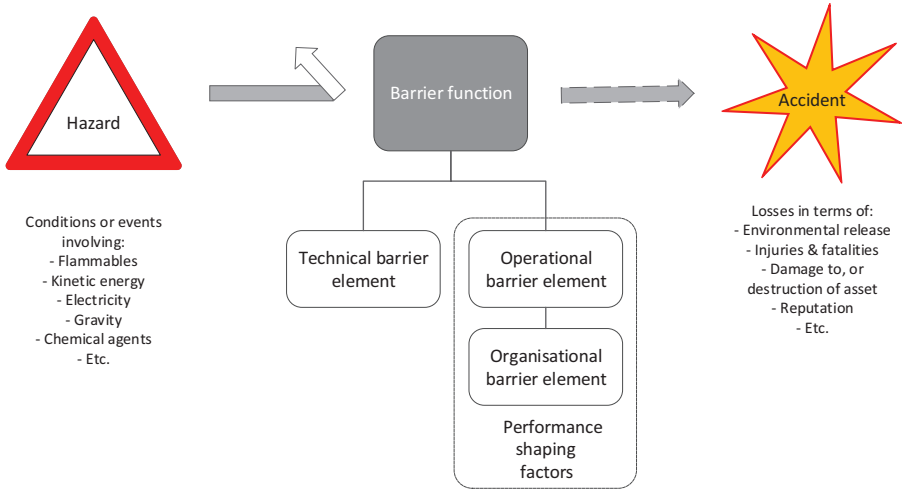 Hazard
Conditions or events
involving:
- Flammables
- Kinetic energy
- Electricity
- Gravity
- Chemical agents
- Etc.
Barrier function
Technical barrier
element
Operational
barrier element
Organisational
barrier element
Performance
shaping
factors
Accident
Losses in terms of:
- Environmental release
- Injuries & fatalities
- Damage to, or
destruction of asset
- Reputation
- Etc.